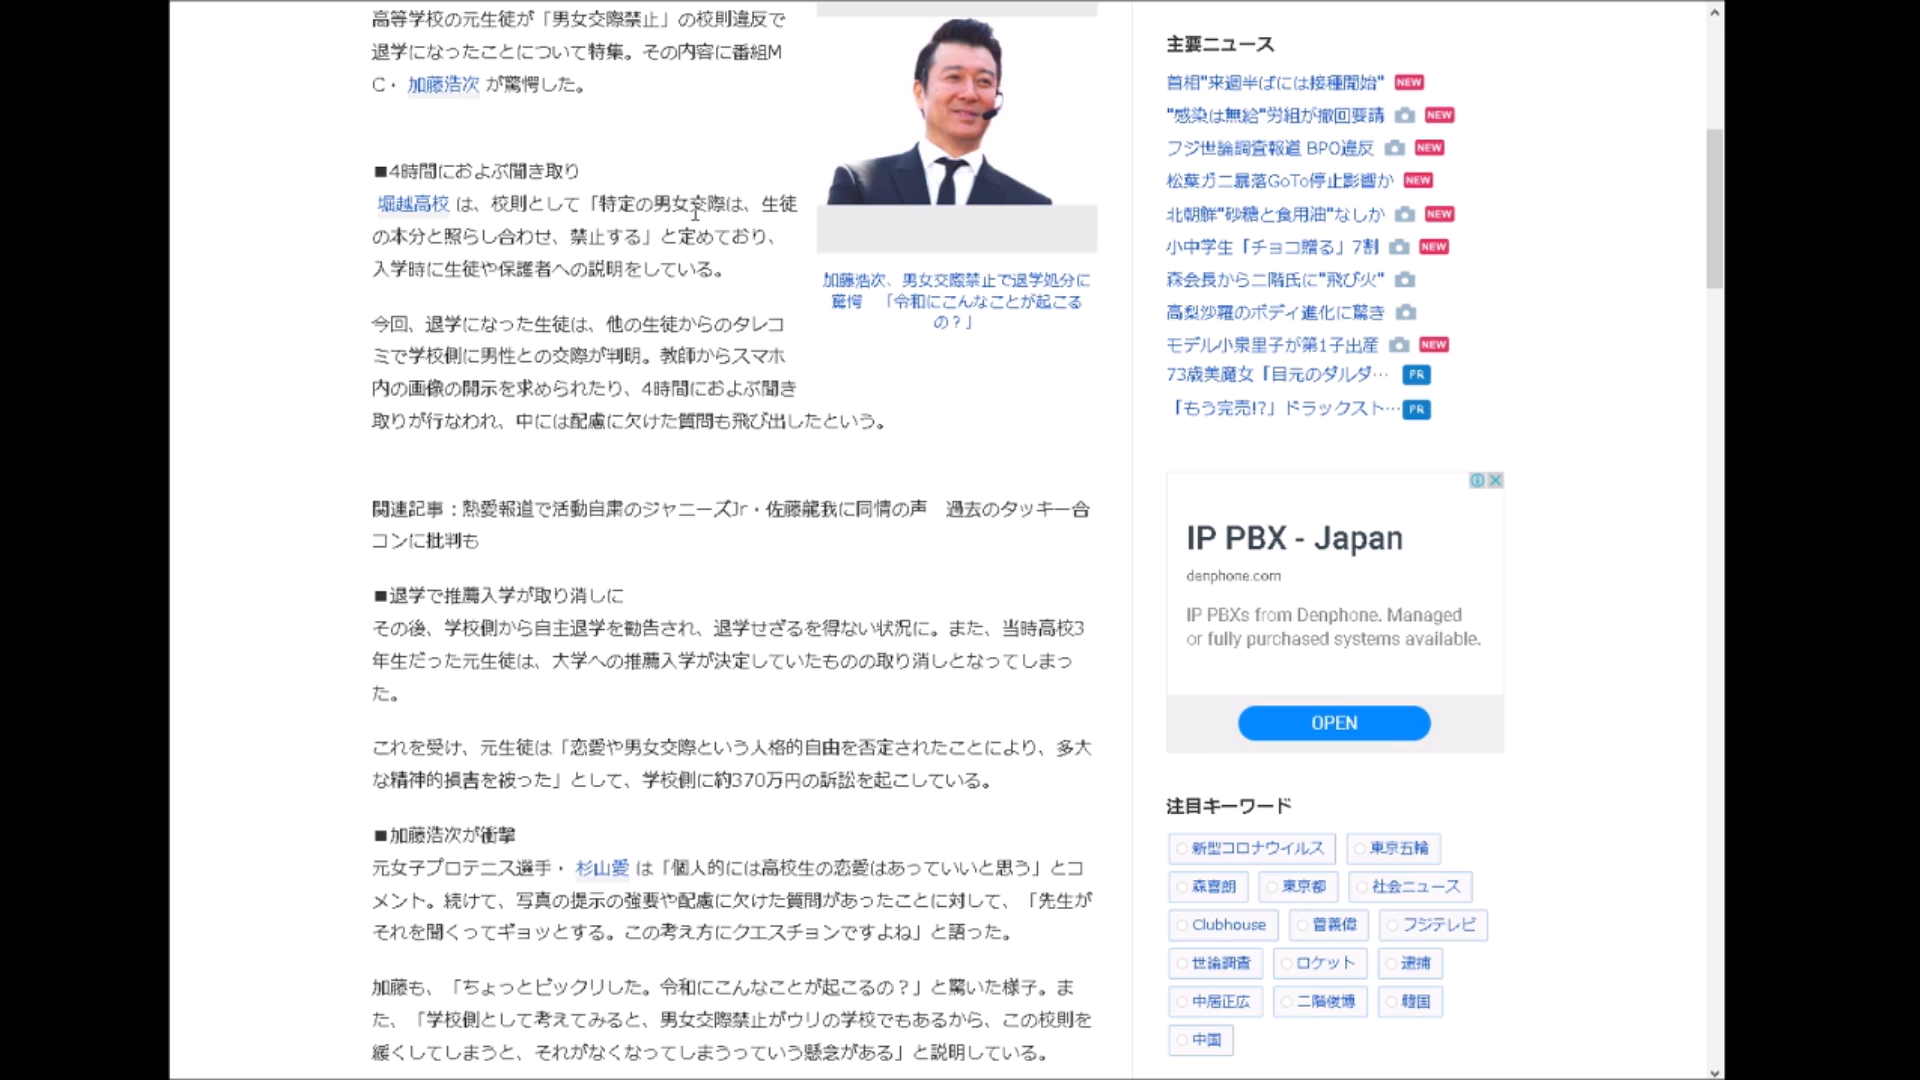 高等学校の元生徒が「男女交際禁止」の校則違反で
退学になったことについて特集。その内容に番組M
C・ 加藤浩次 が驚愕した。
■4時間におよぶ聞き取り
堀越高校 は、校則として「特定の男女交際は、生徒
の本分と照らし合わせ、禁止する」と定めており、
入学時に生徒や保護者への説明をしている。
今回、退学になった生徒は、他の生徒からのタレコ
ミで学校側に男性との交際が判明。教師からスマホ
内の画像の開示を求められたり、4時間におよぶ聞き
取りが行なわれ、中には配慮に欠けた質問も飛び出したという。
加藤浩次、男女交際禁止で退学処分に
驚愕 「令和にこんなことが起こる
の？」
関連記事：熱愛報道で活動自粛のジャニーズJr・佐藤龍我に同情の声 過去のタッキー合
コンに批判も
■退学で推薦入学が取り消しに
その後、学校側から自主退学を勧告され、退学せざるを得ない状況に。また、当時高校3
年生だった元生徒は、大学への推薦入学が決定していたものの取り消しとなってしまっ
た。
これを受け、元生徒は「恋愛や男女交際という人格的自由を否定されたことにより、多大
な精神的損害を被った」として、学校側に約370万円の訴訟を起こしている。
■加藤浩次が衝撃
元女子プロテニス選手・ 杉山愛 は「個人的には高校生の恋愛はあっていいと思う」とコ
メント。続けて、写真の提示の強要や配慮に欠けた質問があったことに対して、「先生が
それを聞くってギョッとする。この考え方にクエスチョンですよね」と語った。
加藤も、「ちょっとビックリした。令和にこんなことが起こるの？」と驚いた様子。ま
た、「学校側として考えてみると、男女交際禁止がウリの学校でもあるから、この校則を
緩くしてしまうと、それがなくなってしまうっていう懸念がある」と説明している。
主要ニュース
首相"来週半ばには接種開始" NEW
"感染は無給"労組が撤回要請 NEW
フジ世論調査報道 BPO違反 NEW
松葉ガニ暴落GoTo停止影響か NEW
北朝鮮"砂糖と食用油"なしか NEW
小中学生「チョコ贈る」7割 NEW
森会長から二階氏に"飛び火"
高梨沙羅のボディ進化に驚き
モデル小泉里子が第1子出産 NEW
73歳美魔女「目元のダルダ… PR
「もう完売!?」ドラックスト… PR
IP PBX - Japan
denphone.com
IP PBXs from Denphone. Managed
or fully purchased systems available.
OPEN
注目キーワード
新型コロナウイルス 東京五輪
森喜朗 東京都 社会ニュース
Clubhouse 菅義偉 フジテレビ
世論調査 ロケット 逮捕
中居正広 二階俊博 韓国
中国